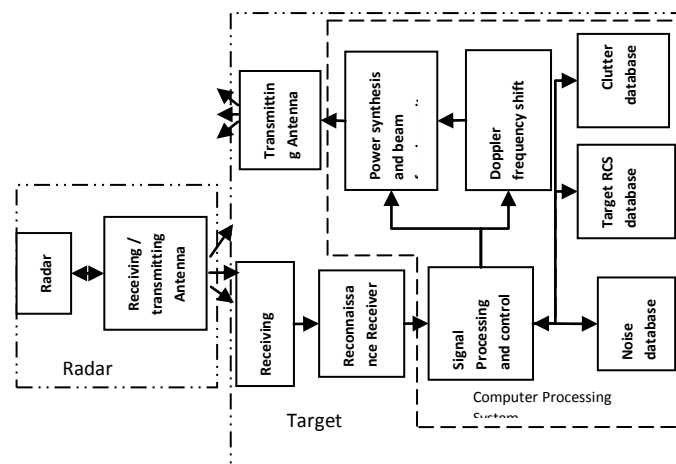 Radar
Receiving /
transmitting
Antenna
Radar
Transmittin
g Antenna
Receiving
Reconnaissa
nce Receiver
Target
Power synthesis
and beam
Doppler
frequency shift
Signal
Processing
and control
Clutter
database
Target RCS
database
Noise
database
Computer Processing
System